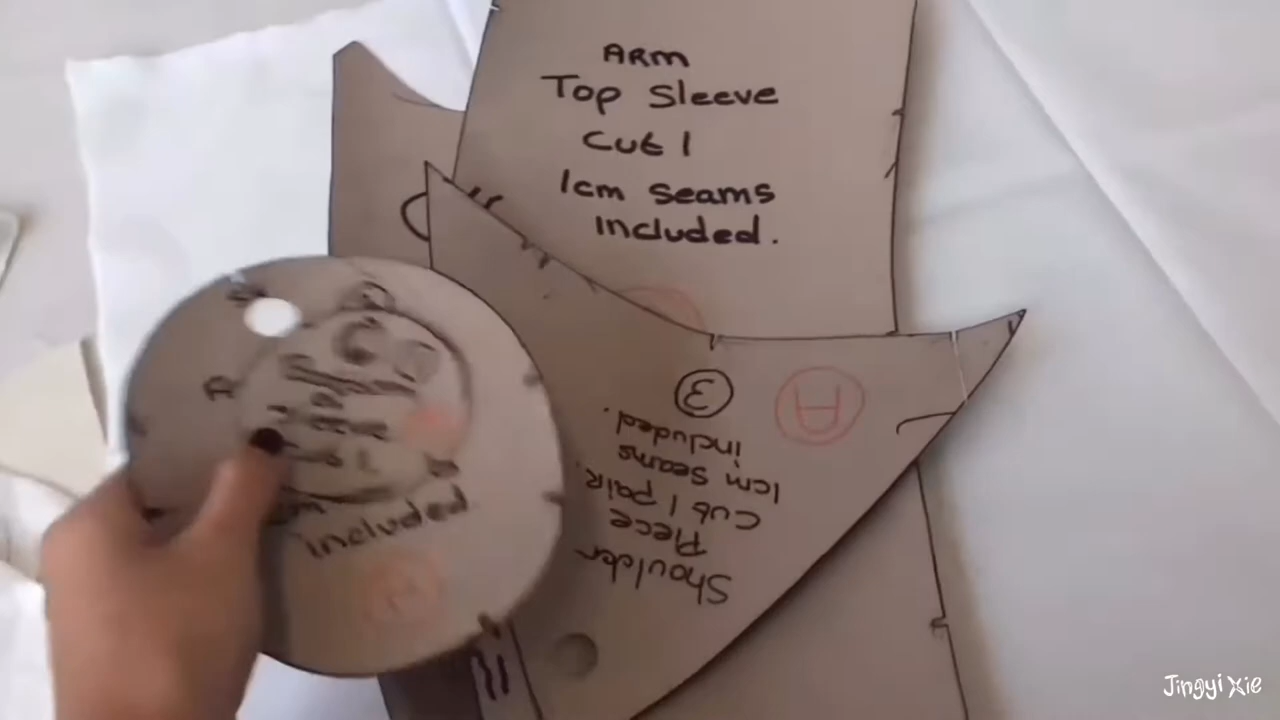 ARM
Top Sleeve
Cut 1
1cm Seams
Included.
3
A
Shoulder
Piece
Cut 1 pair.
1cm Seams
included.
included
Jingyi Xie